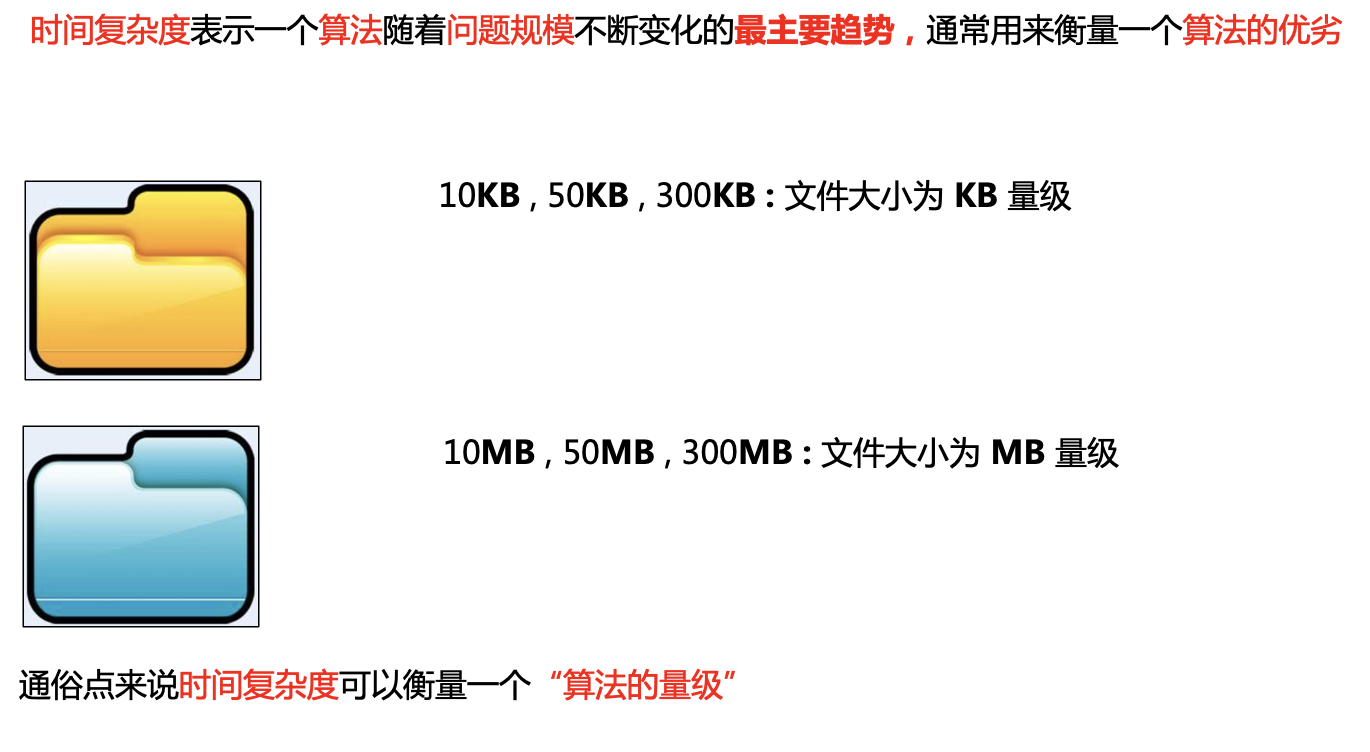 时间复杂度表示一个算法随着问题规模不断变化的最主要趋势，通常用来衡量一个算法的优劣
10KB , 50KB , 300KB : 文件大小为 KB 量级
10MB , 50MB , 300MB : 文件大小为 MB 量级
通俗点来说时间复杂度可以衡量一个“算法的量级”